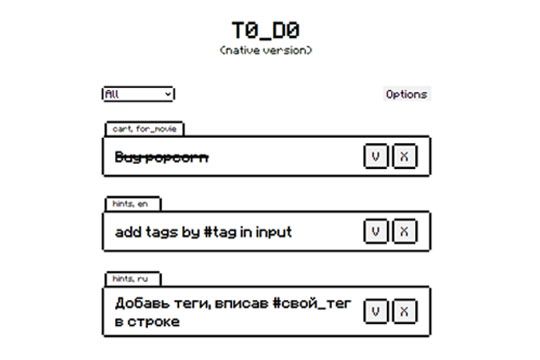 T0_D0
(native version)
All
Options
cart, for_movie
Buy popcorn
V X
hints, en
add tags by #tag in input
V X
hints, ru
Добавь теги, вписав #свой_тег
в строке
V X